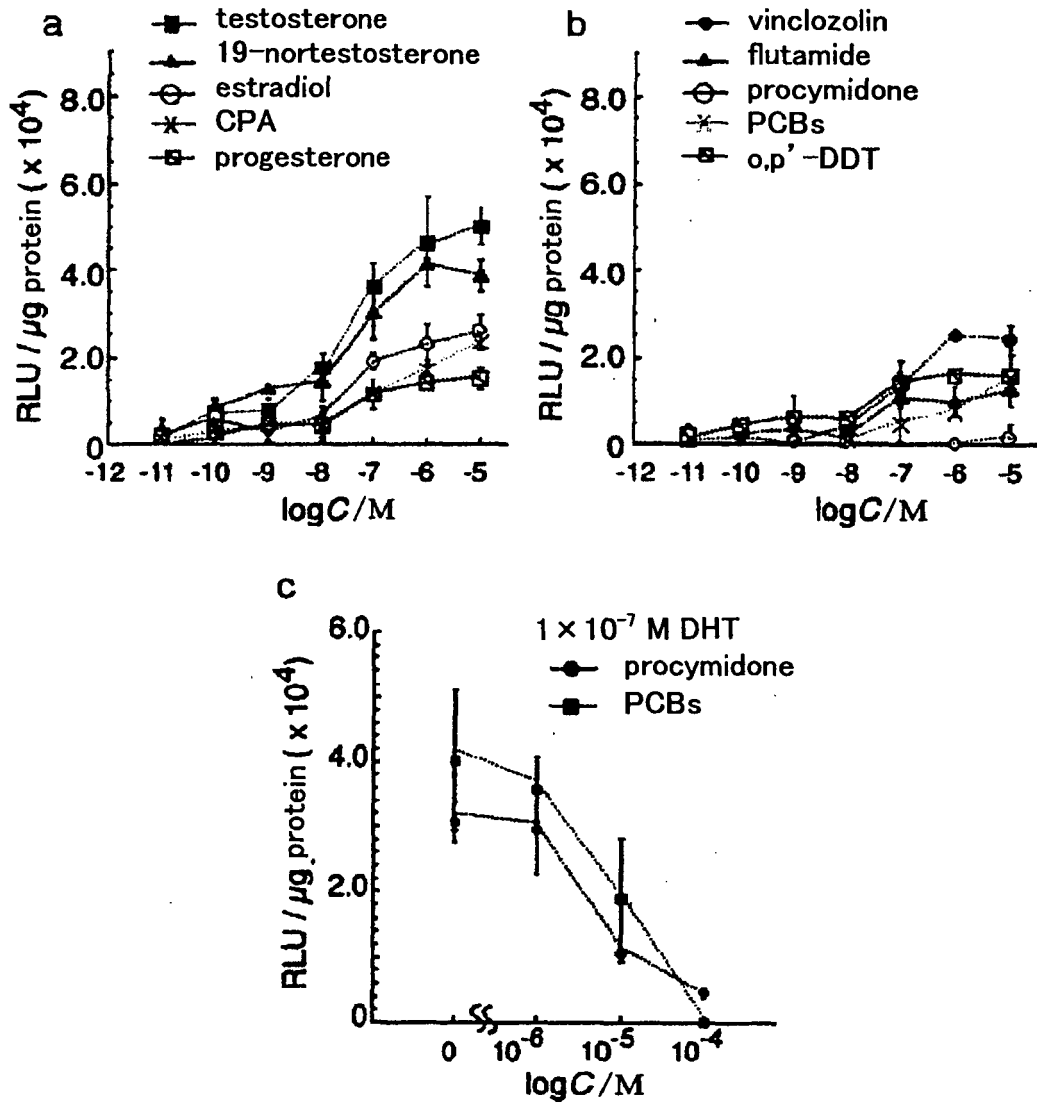 a
testosterone
19-nortestosterone
estradiol
CPA
progesterone
RLU / µg protein ( x 10⁴)
8.0
6.0
4.0
2.0
0
-12 -11 -10 -9 -8 -7 -6 -5
logC/M
b
vinclozolin
flutamide
procymidone
PCBs
o,p'-DDT
RLU / µg protein ( x 10⁴)
8.0
6.0
4.0
2.0
0
-12 -11 -10 -9 -8 -7 -6 -5
logC/M
c
1 × 10⁻⁷ M DHT
procymidone
PCBs
RLU / µg protein ( x 10⁴)
6.0
4.0
2.0
0
0 10⁻⁶ 10⁻⁵ 10⁻⁴
logC/M